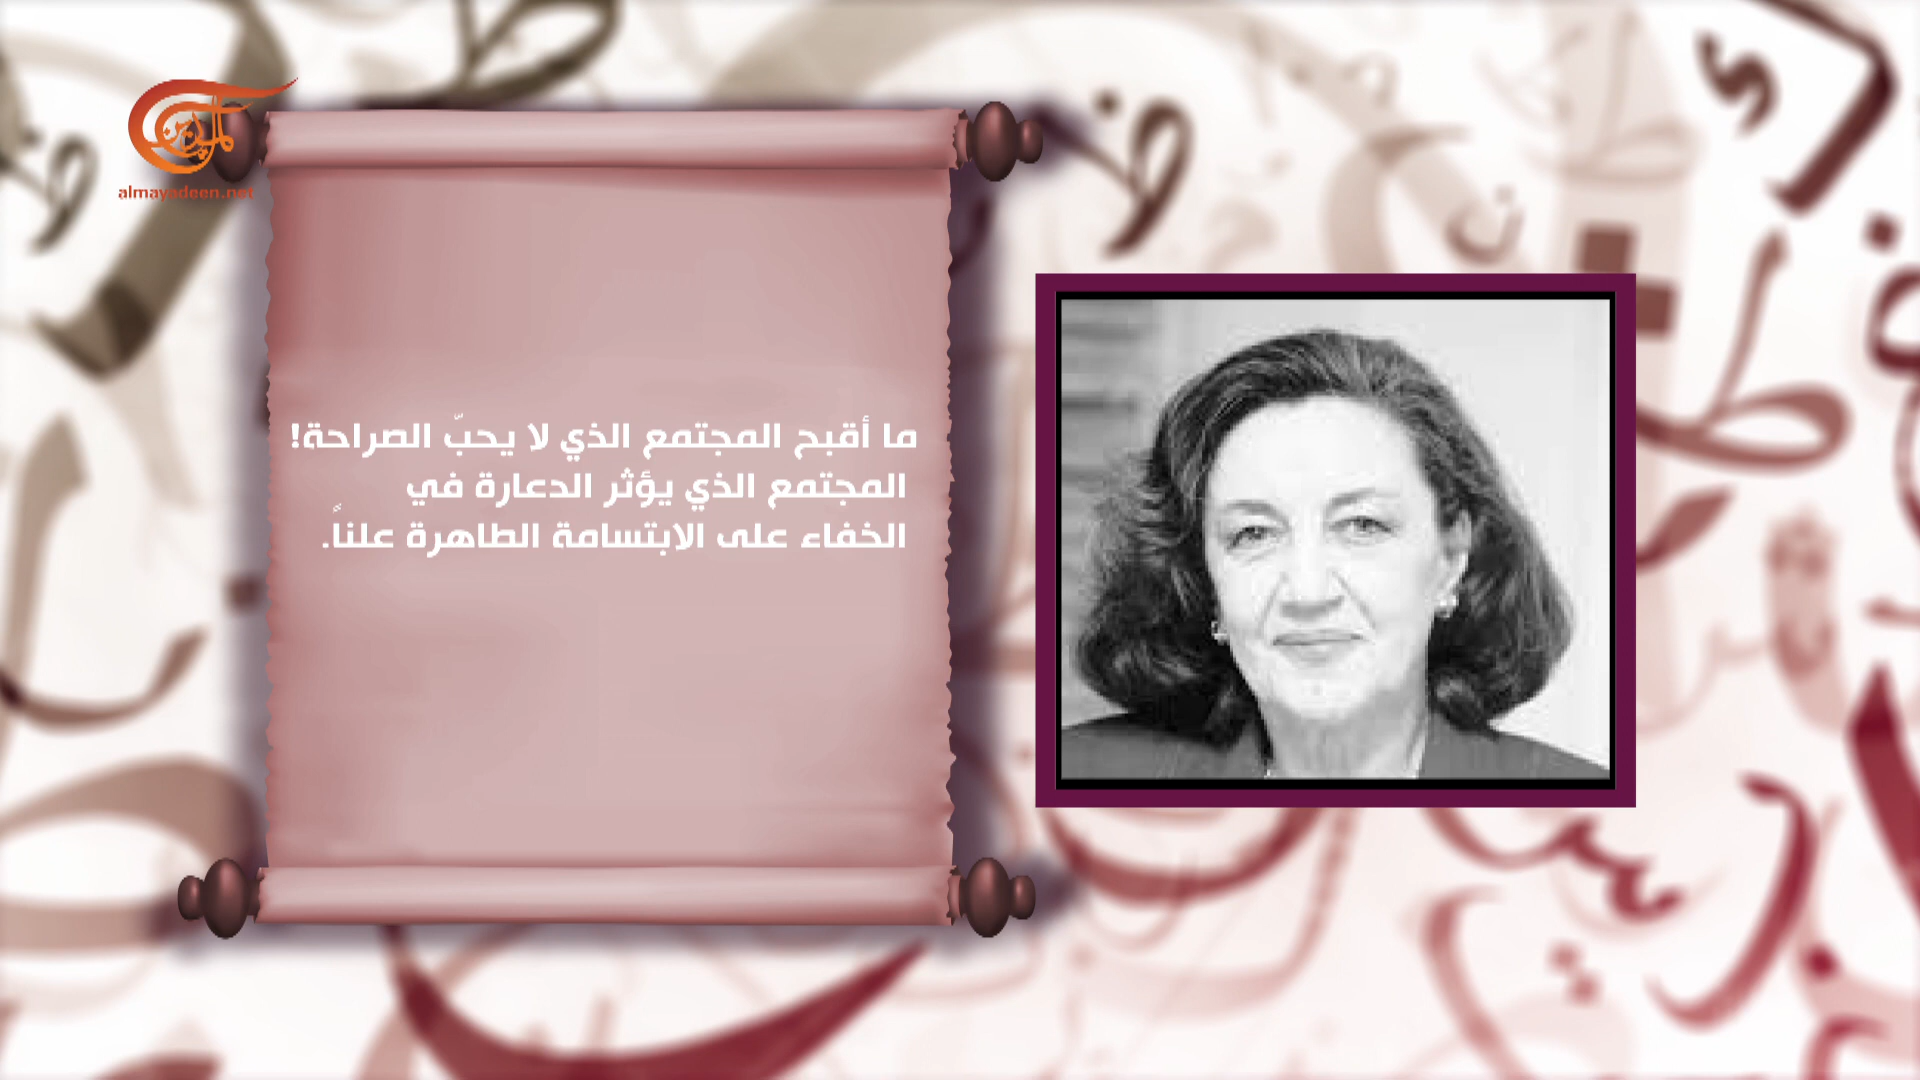 الميادين
almayadeen.net
ما أقبح المجتمع الذي لا يحبّ الصراحة!
المجتمع الذي يؤثر الدعارة في
الخفاء على الابتسامة الطاهرة علناً.